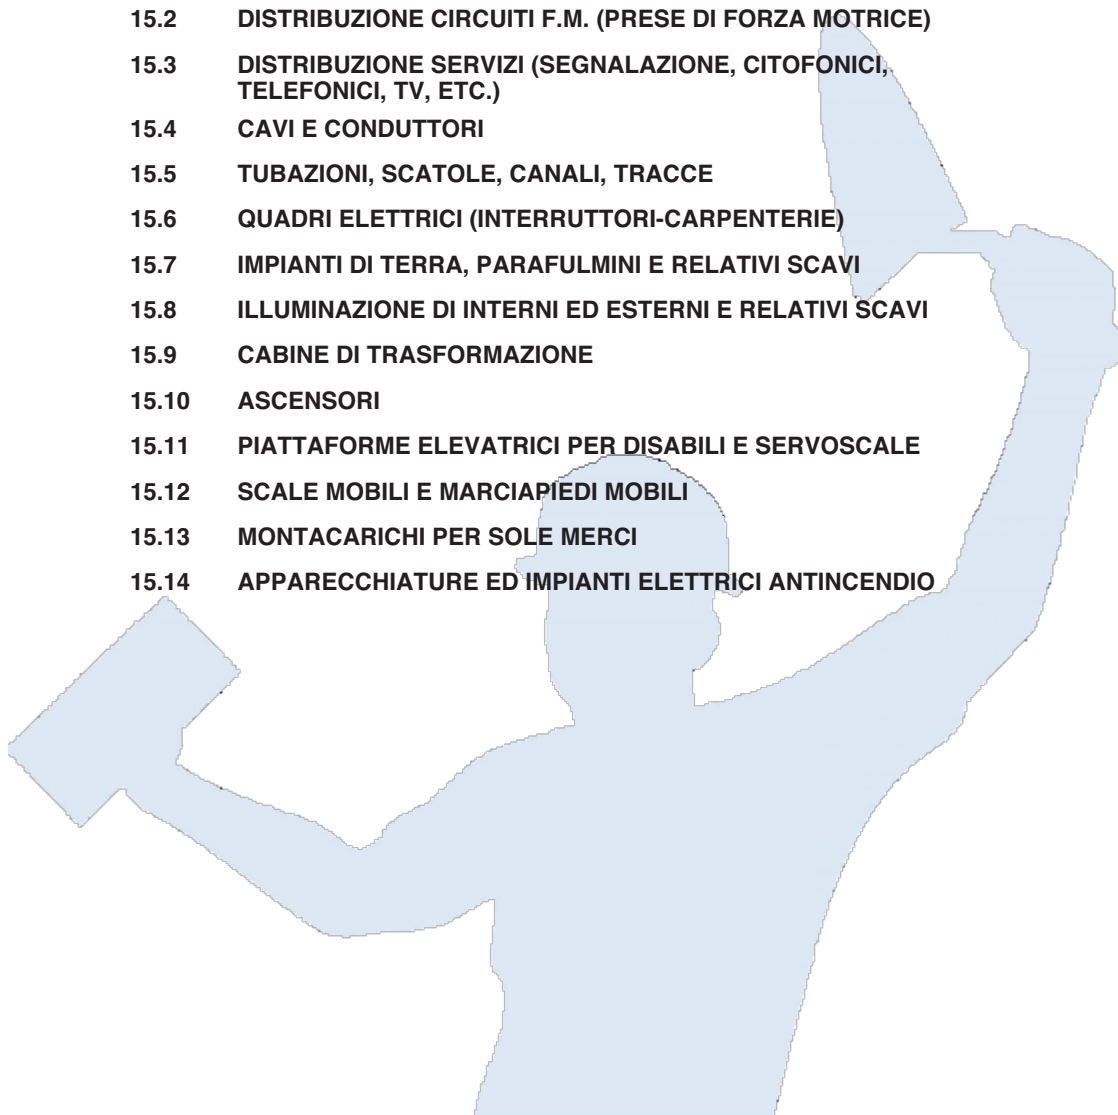 15.2 DISTRIBUZIONE CIRCUITI F.M. (PRESE DI FORZA MOTRICE)
15.3 DISTRIBUZIONE SERVIZI (SEGNALAZIONE, CITOFONICI,
TELEFONICI, TV, ETC.)
15.4 CAVI E CONDUTTORI
15.5 TUBAZIONI, SCATOLE, CANALI, TRACCE
15.6 QUADRI ELETTRICI (INTERRUTTORI-CARPENTERIE)
15.7 IMPIANTI DI TERRA, PARAFULMINI E RELATIVI SCAVI
15.8 ILLUMINAZIONE DI INTERNI ED ESTERNI E RELATIVI SCAVI
15.9 CABINE DI TRASFORMAZIONE
15.10 ASCENSORI
15.11 PIATTAFORME ELEVATRICI PER DISABILI E SERVOSCALE
15.12 SCALE MOBILI E MARCIAPIEDI MOBILI
15.13 MONTACARICHI PER SOLE MERCI
15.14 APPARECCHIATURE ED IMPIANTI ELETTRICI ANTINCENDIO